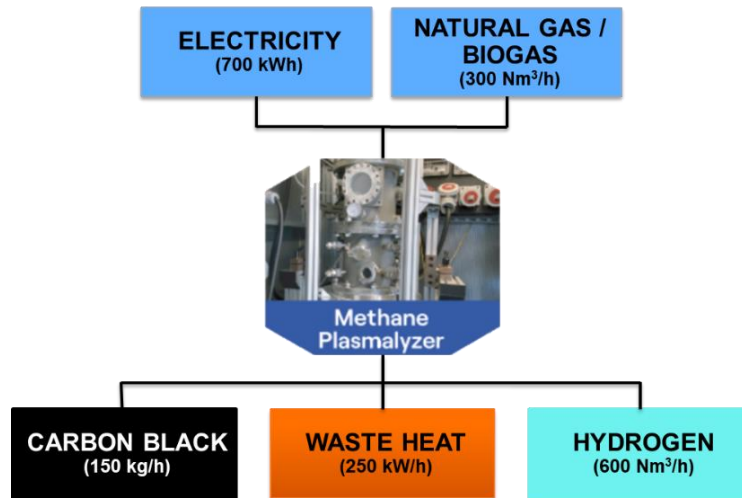 ELECTRICITY
(700 kWh)
NATURAL GAS /
BIOGAS
(300 Nm³/h)
Methane
Plasmalyzer
CARBON BLACK
(150 kg/h)
WASTE HEAT
(250 kW/h)
HYDROGEN
(600 Nm³/h)